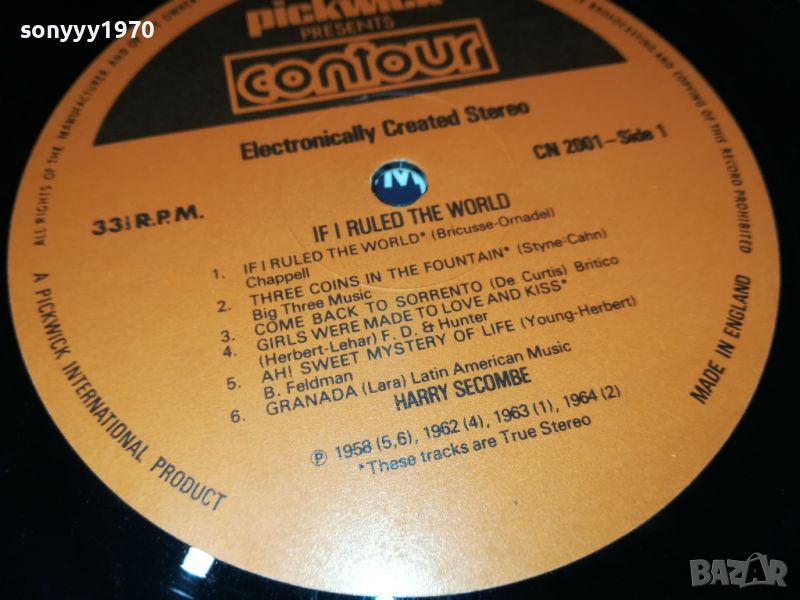 sonyyy1970
pickwick
PRESENTS
contour
Electronically Created Stereo
CN 2001–Side 1
33⅓ R.P.M.
IF I RULED THE WORLD
1. IF I RULED THE WORLD* (Bricusse-Ornadel)
Chappell
2. THREE COINS IN THE FOUNTAIN* (Styne-Cahn)
Big Three Music
3. COME BACK TO SORRENTO (De Curtis) Britico
4. GIRLS WERE MADE TO LOVE AND KISS*
(Herbert-Lehar) F. D. & Hunter
5. AH! SWEET MYSTERY OF LIFE (Young-Herbert)
B. Feldman
6. GRANADA (Lara) Latin American Music
HARRY SECOMBE
℗ 1958 (5,6), 1962 (4), 1963 (1), 1964 (2)
*These tracks are True Stereo
A PICKWICK INTERNATIONAL PRODUCT
ALL RIGHTS OF THE MANUFACTURER AND OF
BROADCASTING AND COPYING OF THIS RECORD PROHIBITED
MADE IN ENGLAND
BAZAR